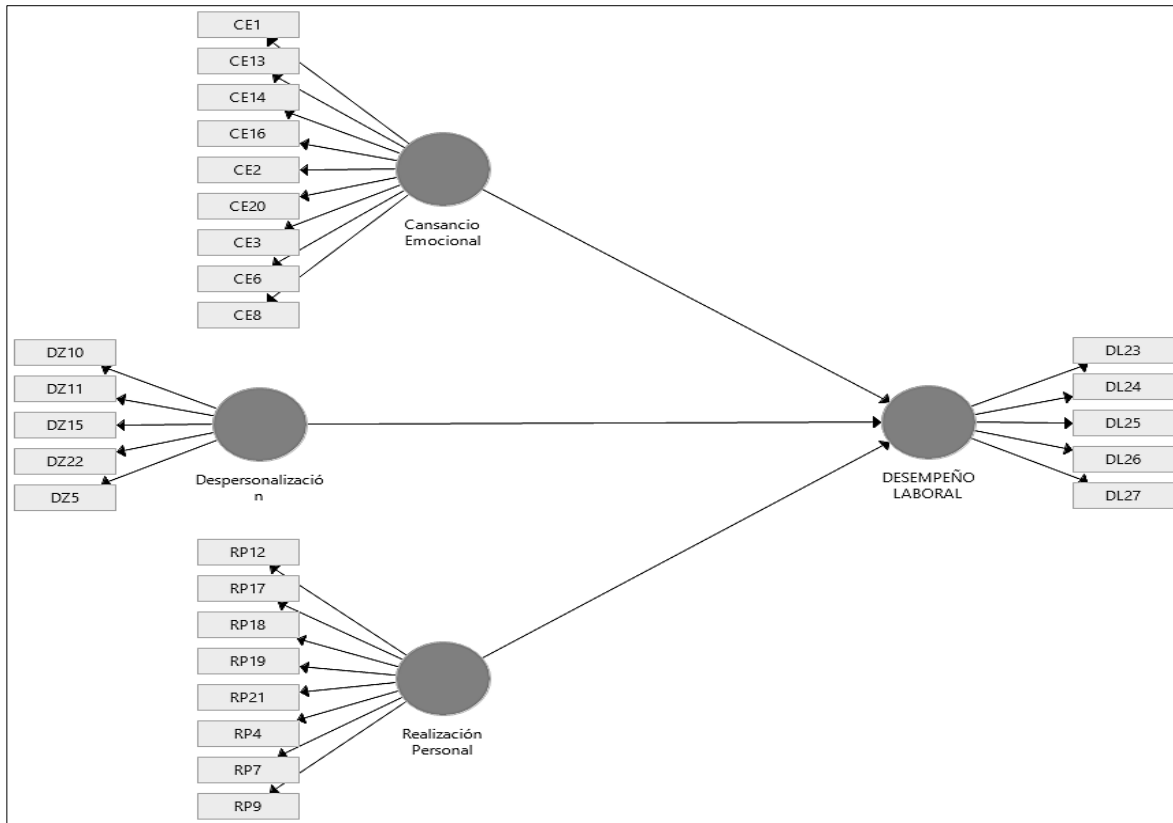 CE1
CE13
CE14
CE16
CE2
CE20
CE3
CE6
CE8
Cansancio
Emocional
DZ10
DZ11
DZ15
DZ22
DZ5
Despersonalizació
n
DL23
DL24
DL25
DL26
DL27
DESEMPEÑO
LABORAL
RP12
RP17
RP18
RP19
RP21
RP4
RP7
RP9
Realización
Personal